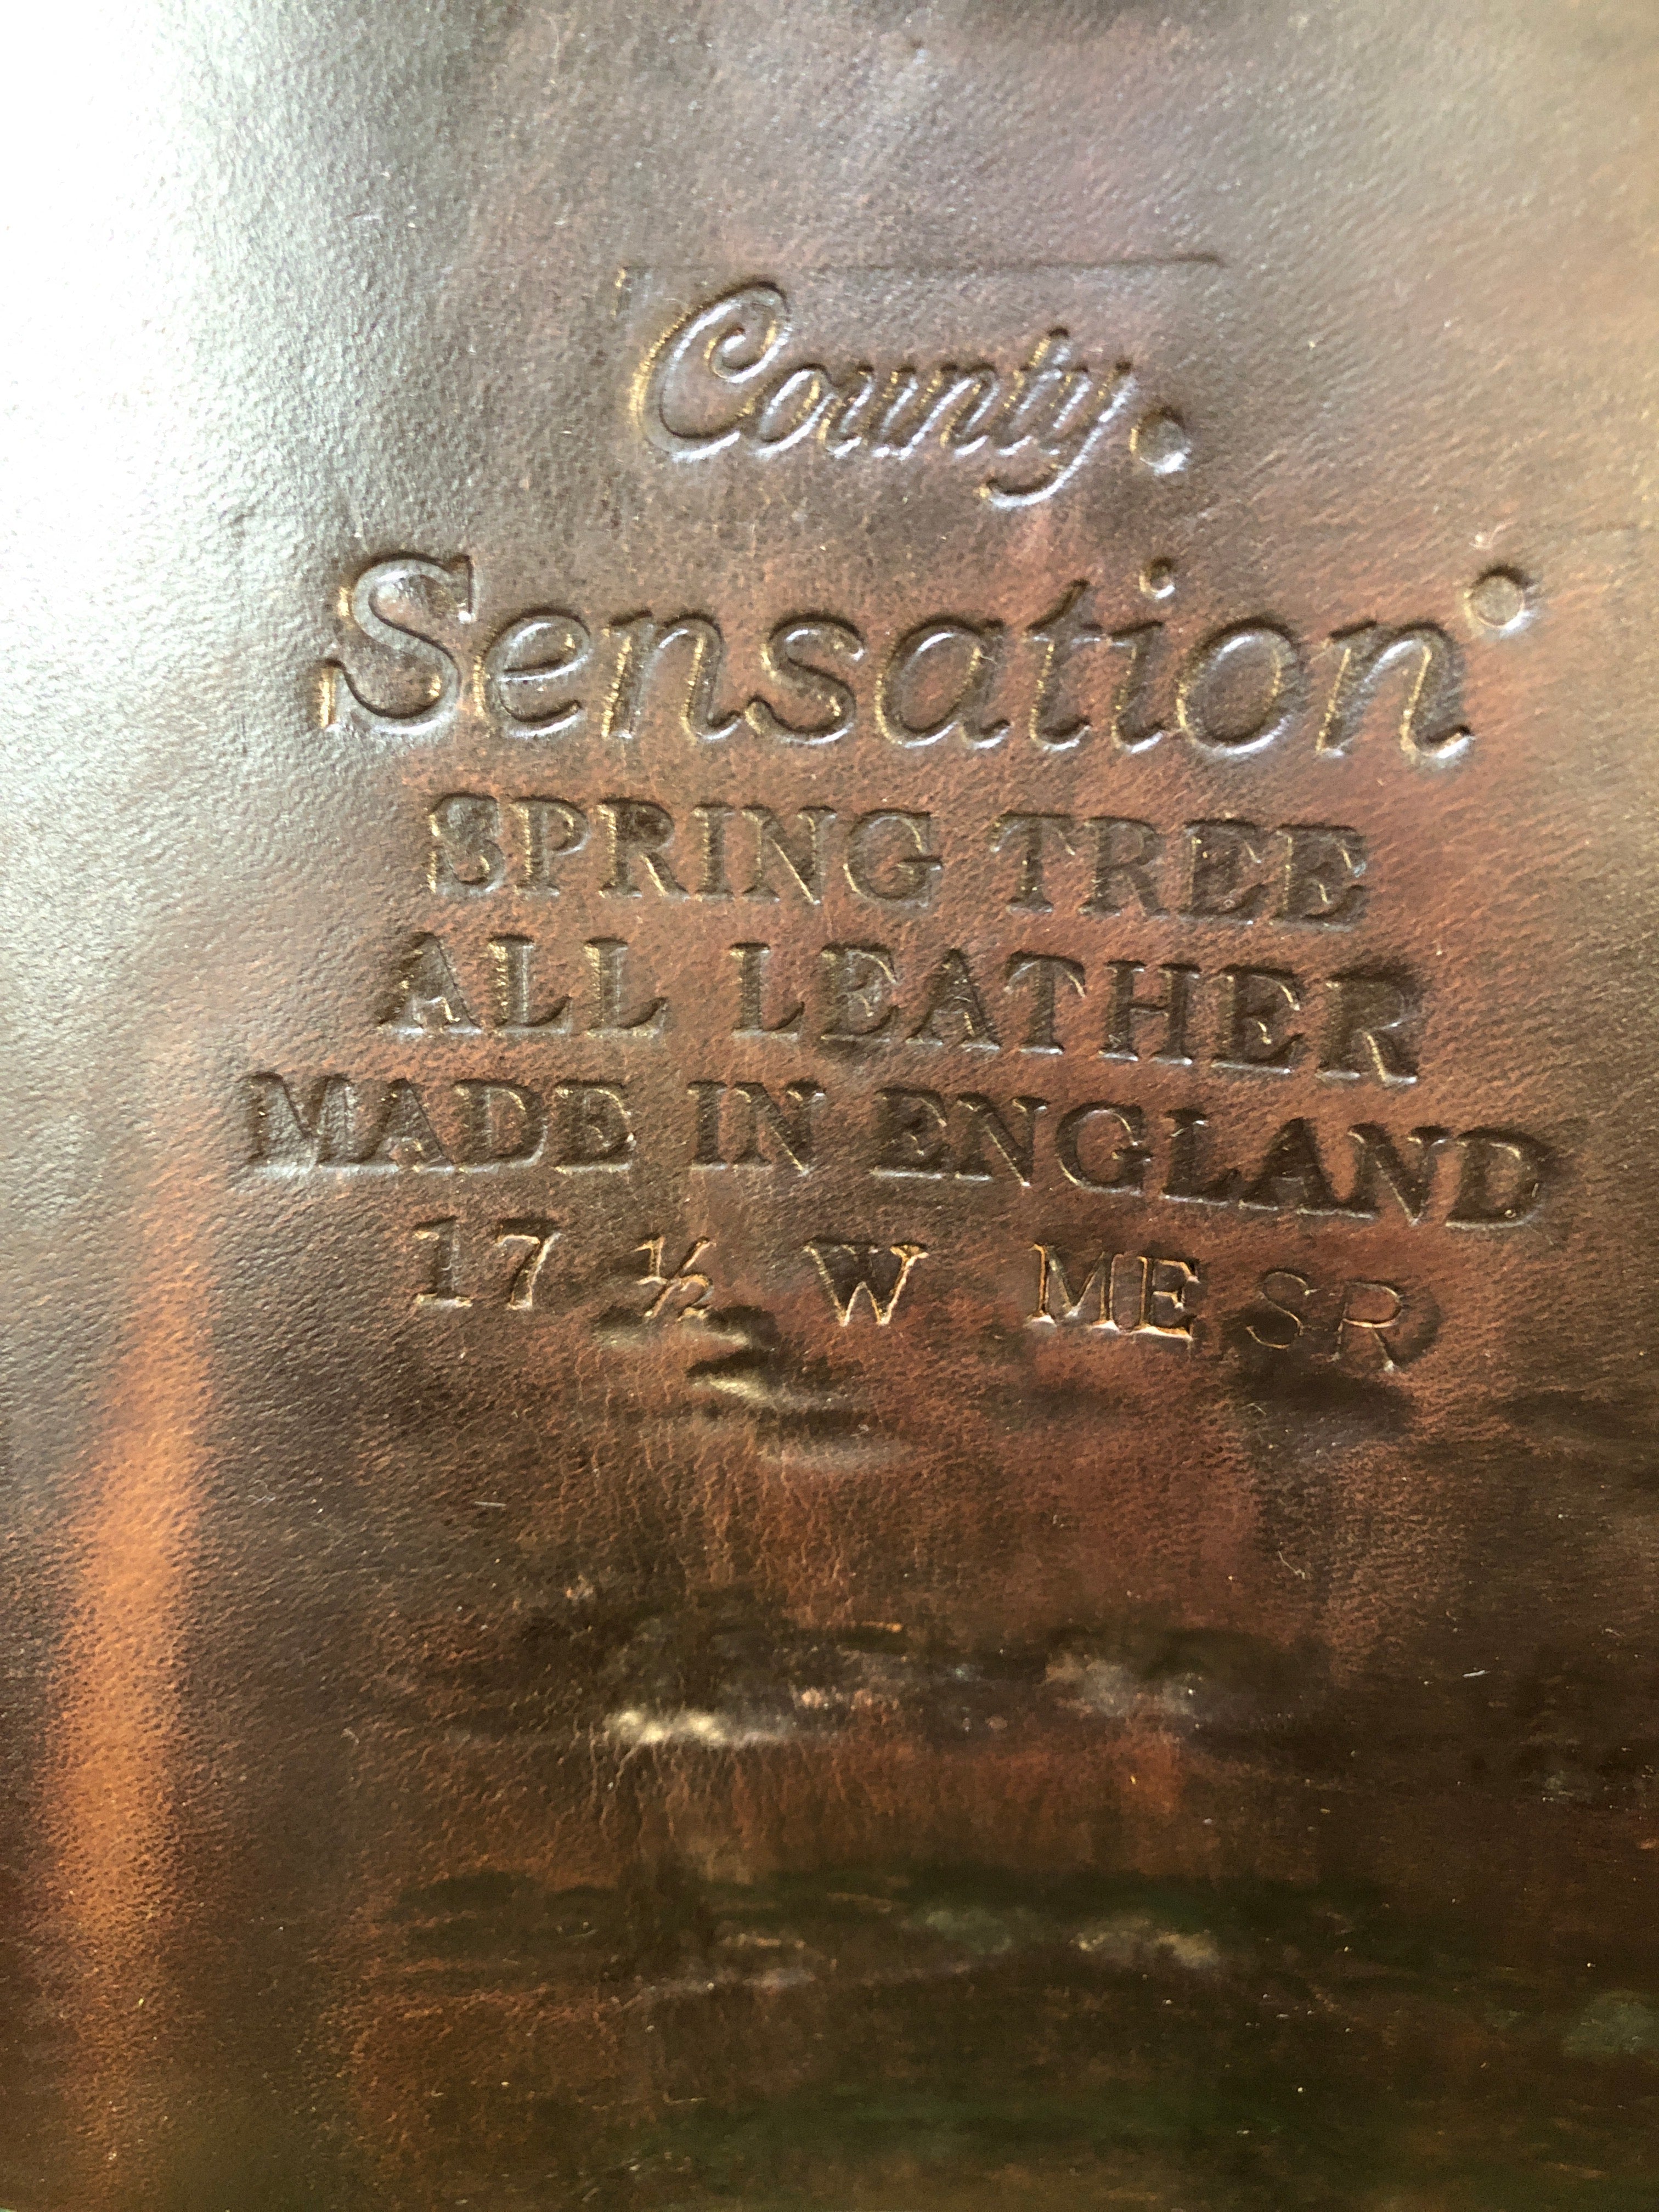 County.
Sensation
SPRING TREE
ALL LEATHER
MADE IN ENGLAND
17 ½ W ME SR